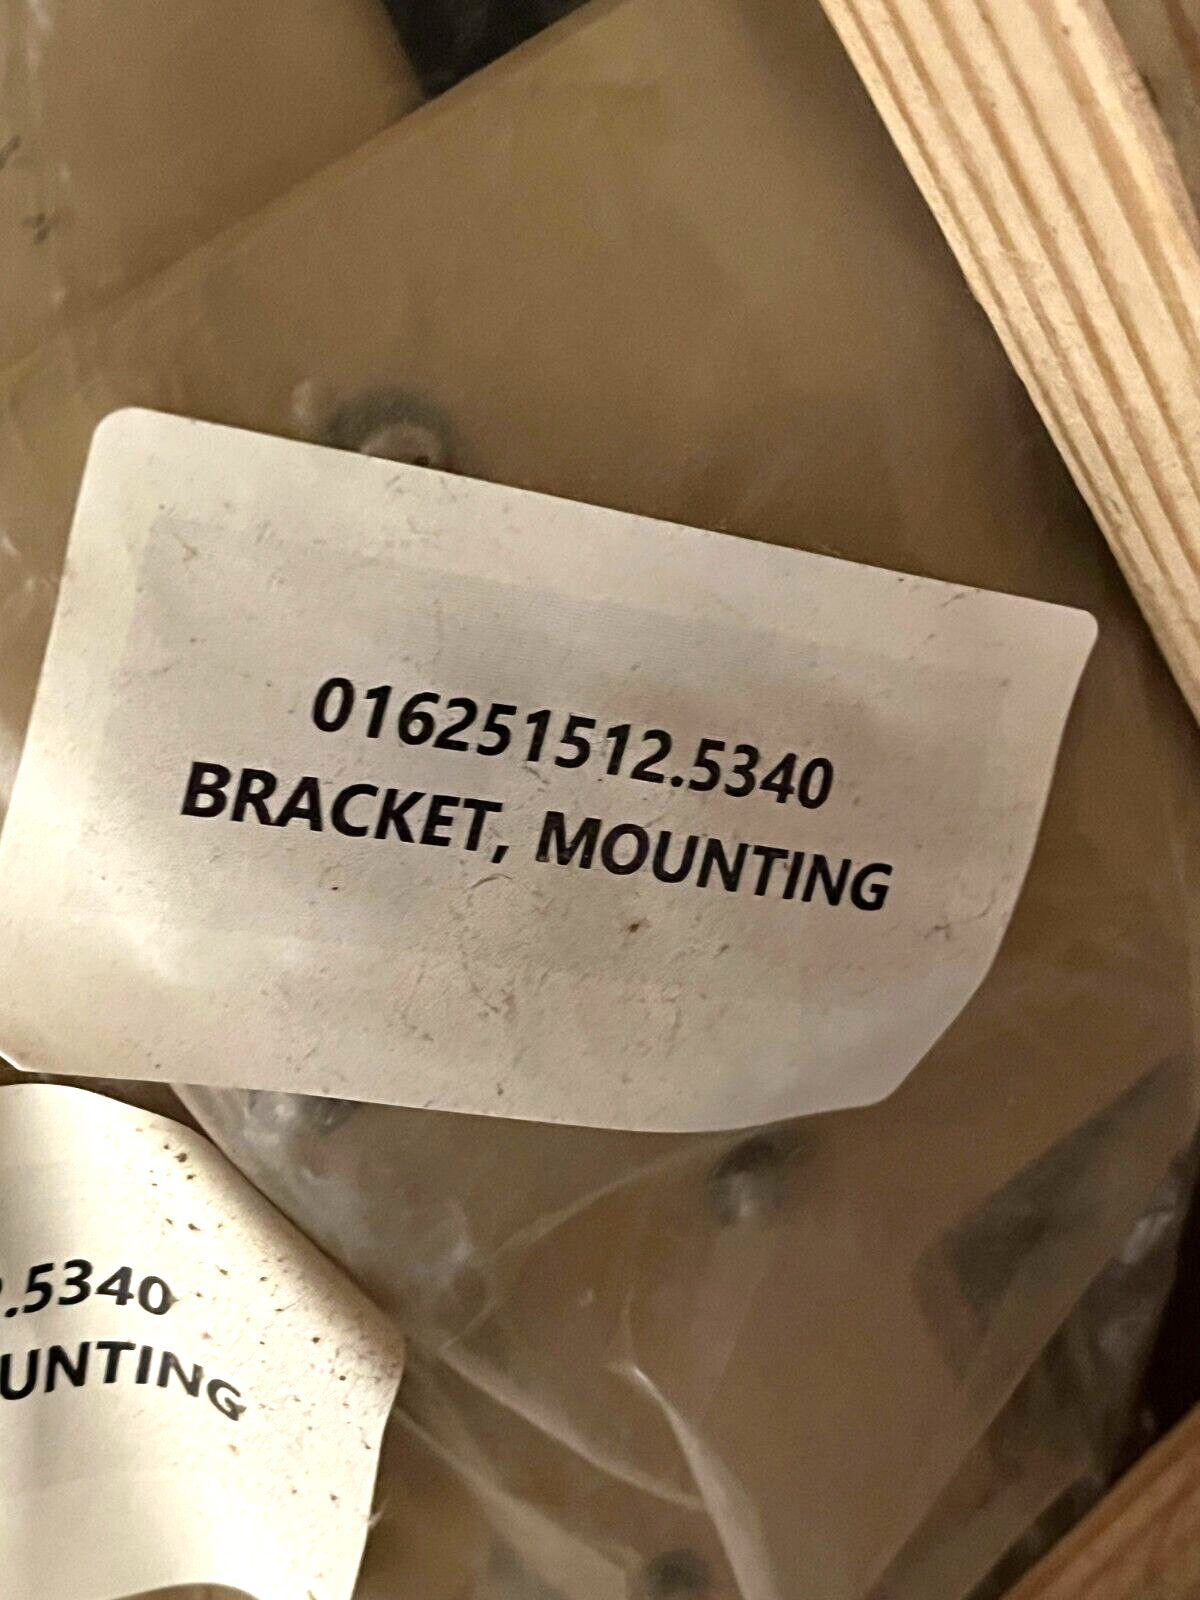 016251512.5340
BRACKET, MOUNTING
.5340
UNTING